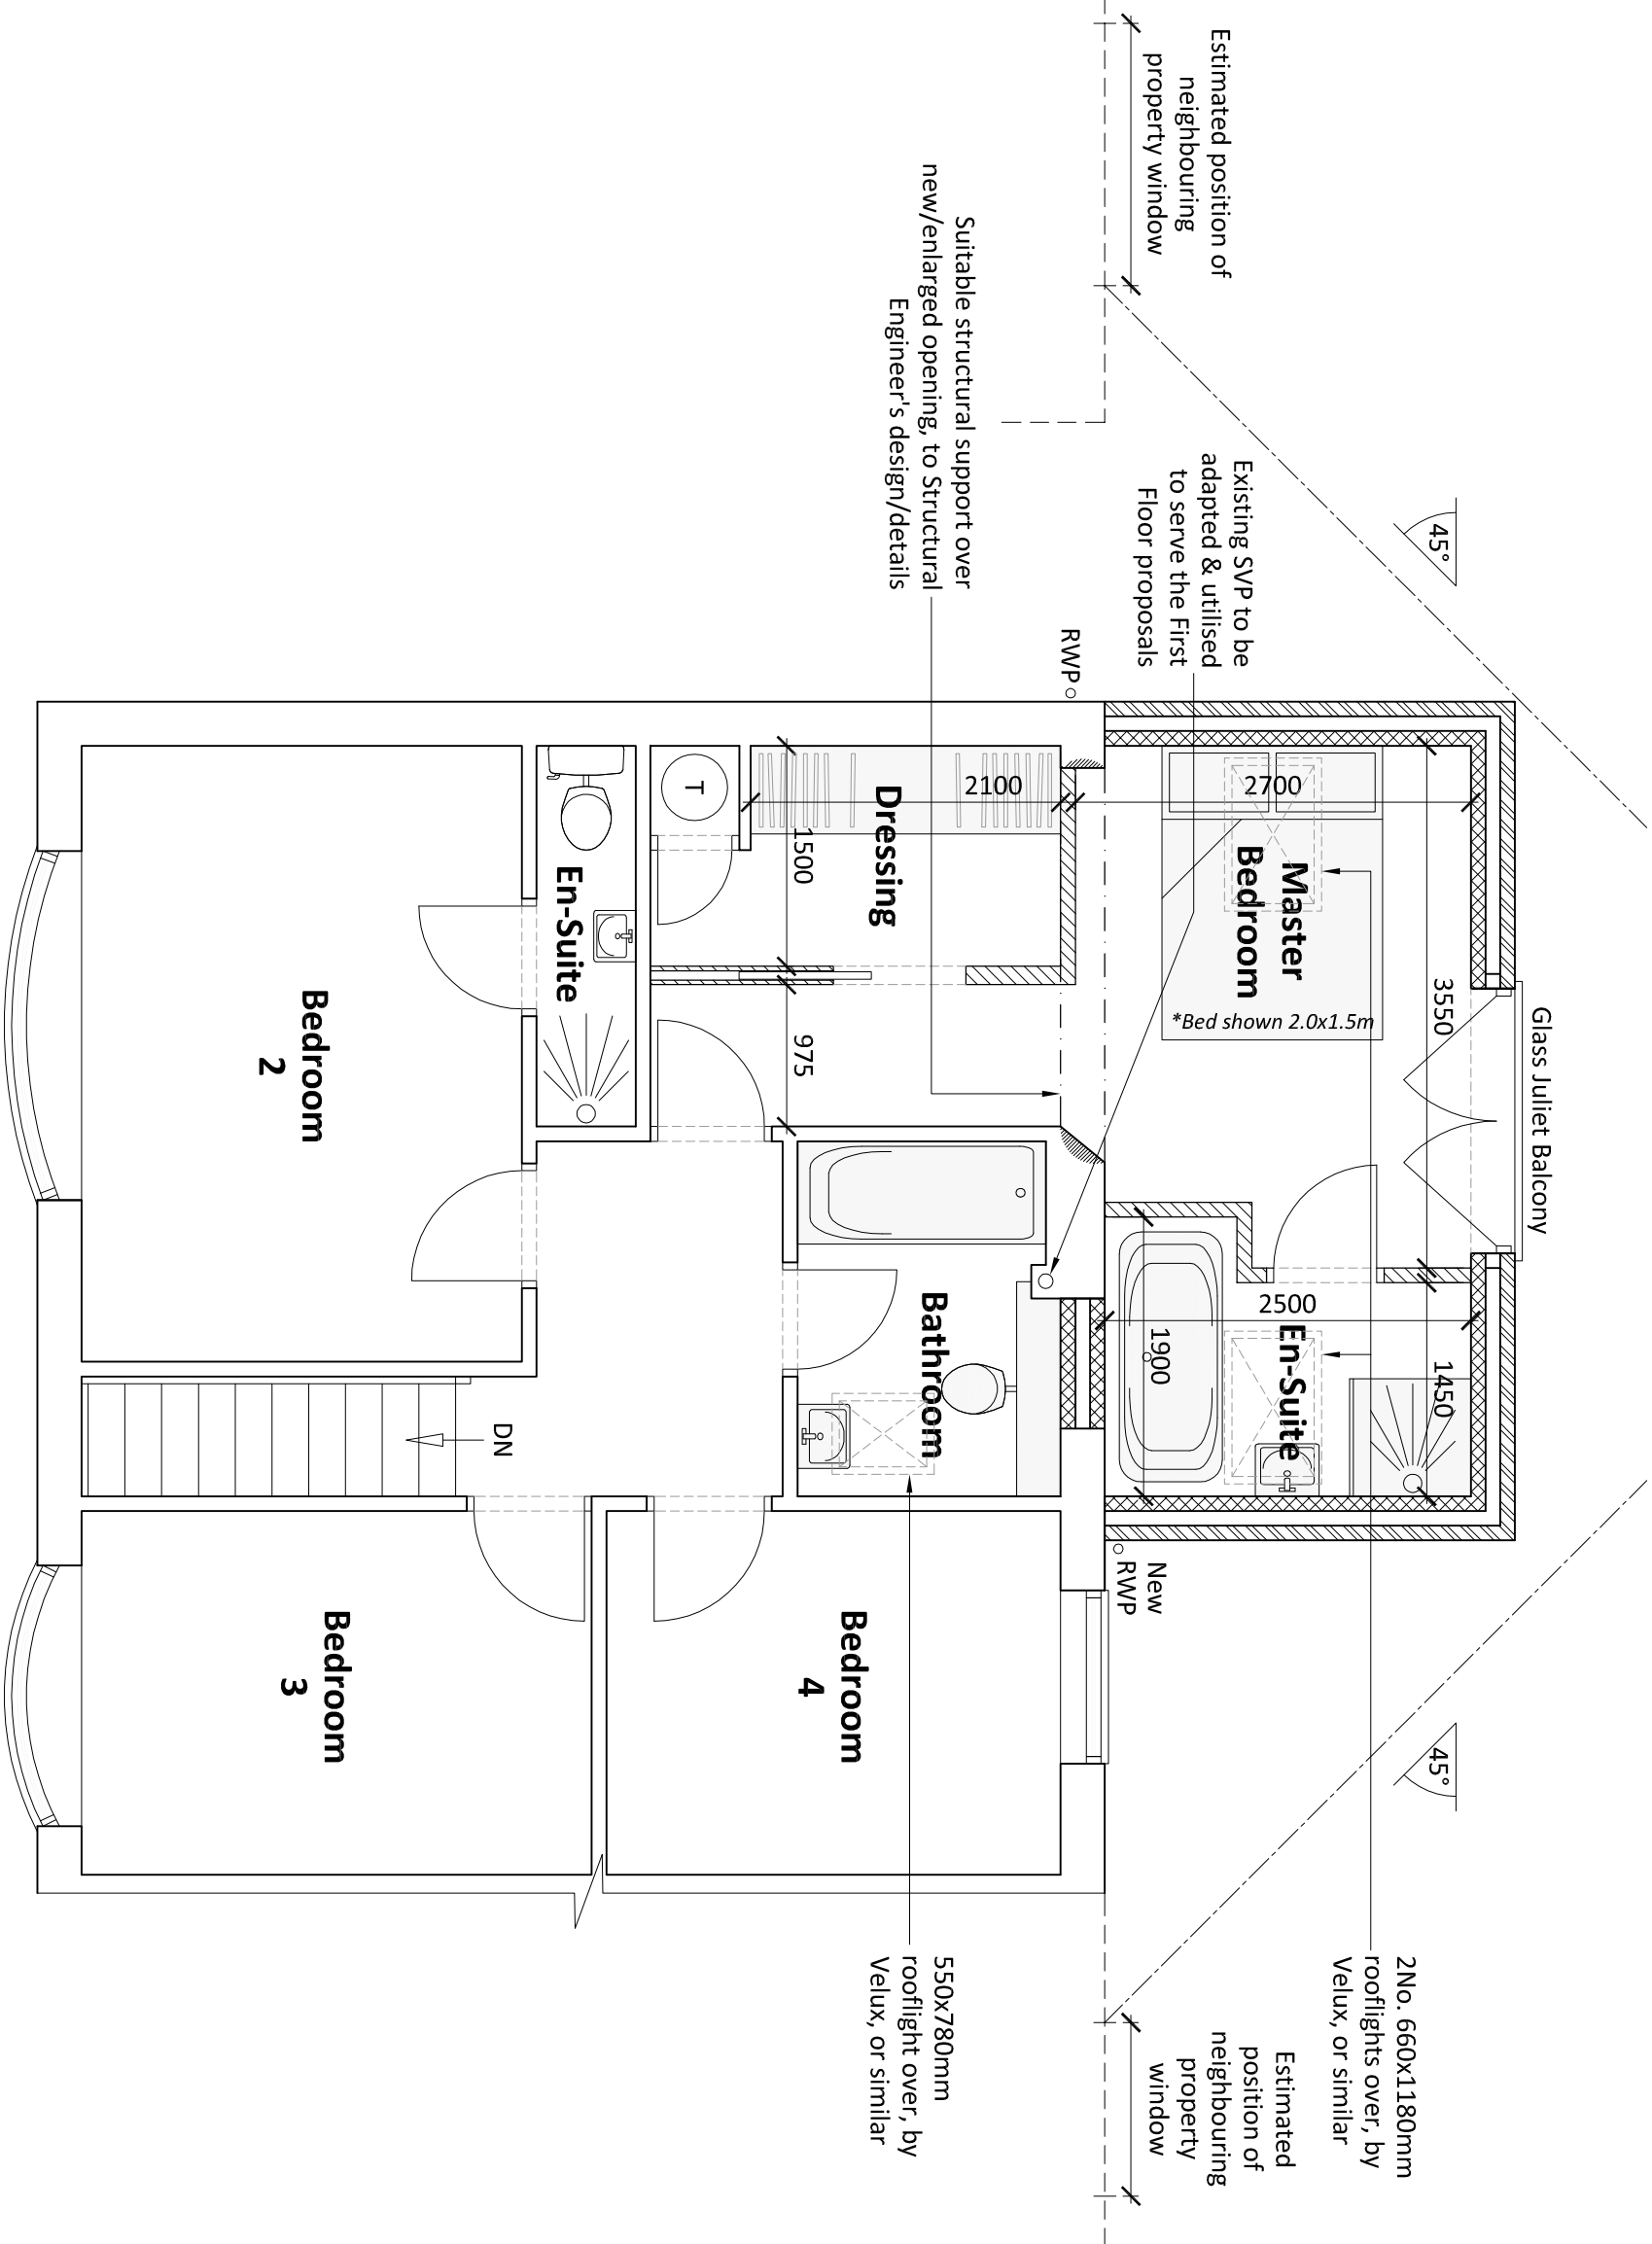 Glass Juliet Balcony
45°
45°
Estimated position of
neighbouring
property window
Existing SVP to be
adapted & utilised
to serve the First
Floor proposals
3550
1450
2No. 660x1180mm
rooflights over, by
Velux, or similar
Master
Bedroom
2700
*Bed shown 2.0x1.5m
2500
En-Suite
1900
Estimated
position of
neighbouring
property
window
RWP
New
RWP
Suitable structural support over
new/enlarged opening, to Structural
Engineer's design/details
2100
Dressing
1500
975
Bathroom
550x780mm
rooflight over, by
Velux, or similar
Bedroom
4
T
En-Suite
DN
Bedroom
2
Bedroom
3